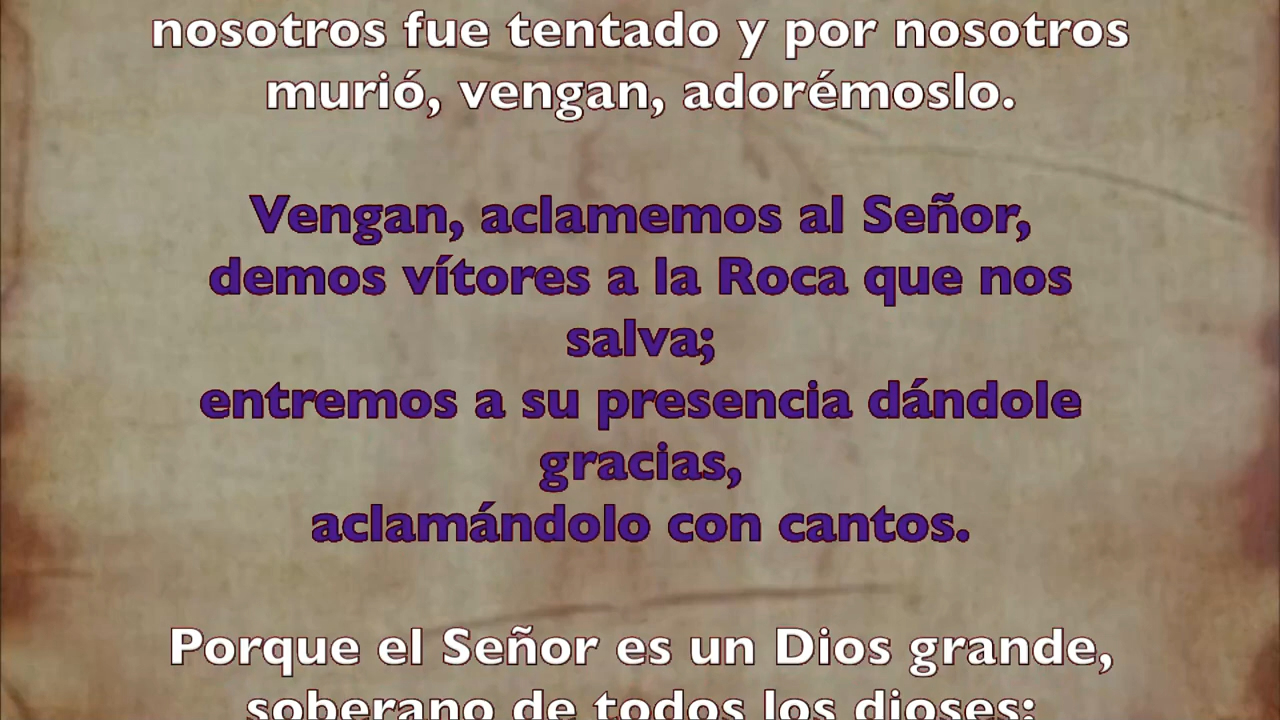 nosotros fue tentado y por nosotros
murió, vengan, adorémoslo.
Vengan, aclamemos al Señor,
demos vítores a la Roca que nos
salva;
entremos a su presencia dándole
gracias,
aclamándolo con cantos.
Porque el Señor es un Dios grande,
soberano de todos los dioses: